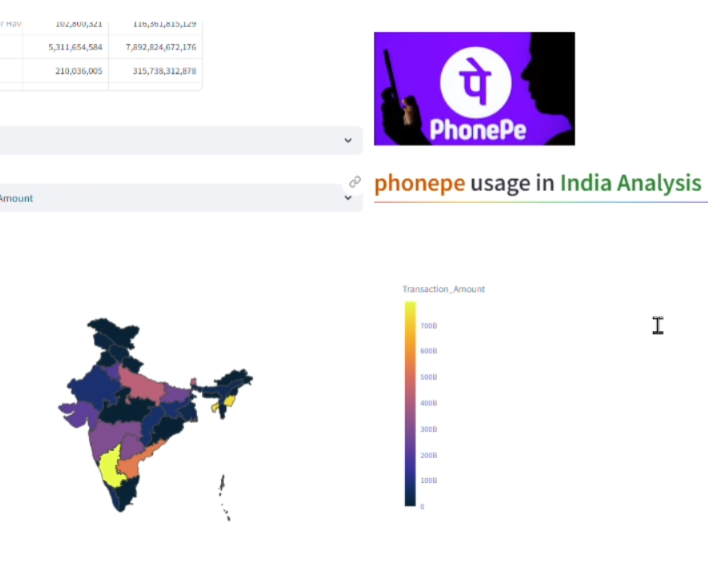 102,800,321 116,361,815,129
5,311,654,584 7,892,824,672,176
210,036,005 315,738,312,878
पे
PhonePe
phonepe usage in India Analysis
Amount
Transaction_Amount
700B
600B
500B
400B
300B
200B
100B
0